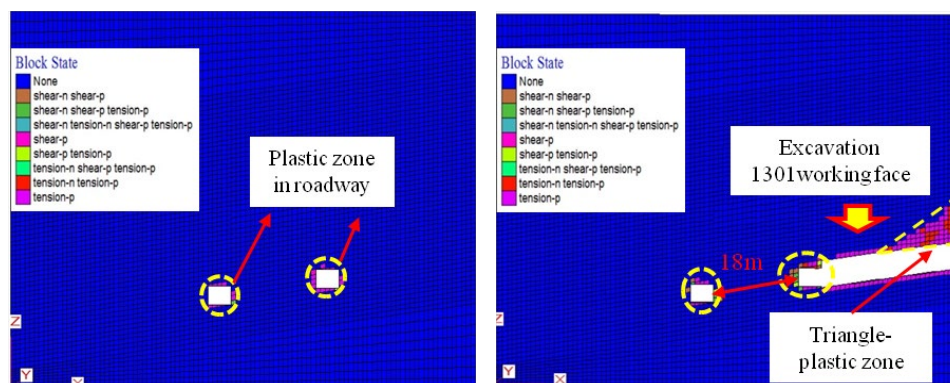 Block State
None
shear-n shear-p
shear-n shear-p tension-p
shear-n tension-n shear-p tension-p
shear-p
shear-p tension-p
tension-n shear-p tension-p
tension-n tension-p
tension-p
Plastic zone
in roadway
Z
Y
X
Block State
None
shear-n shear-p
shear-n shear-p tension-p
shear-n tension-n shear-p tension-p
shear-p
shear-p tension-p
tension-n shear-p tension-p
tension-n tension-p
tension-p
Excavation
1301working face
18m
Triangle-
plastic zone
Z
Y
X